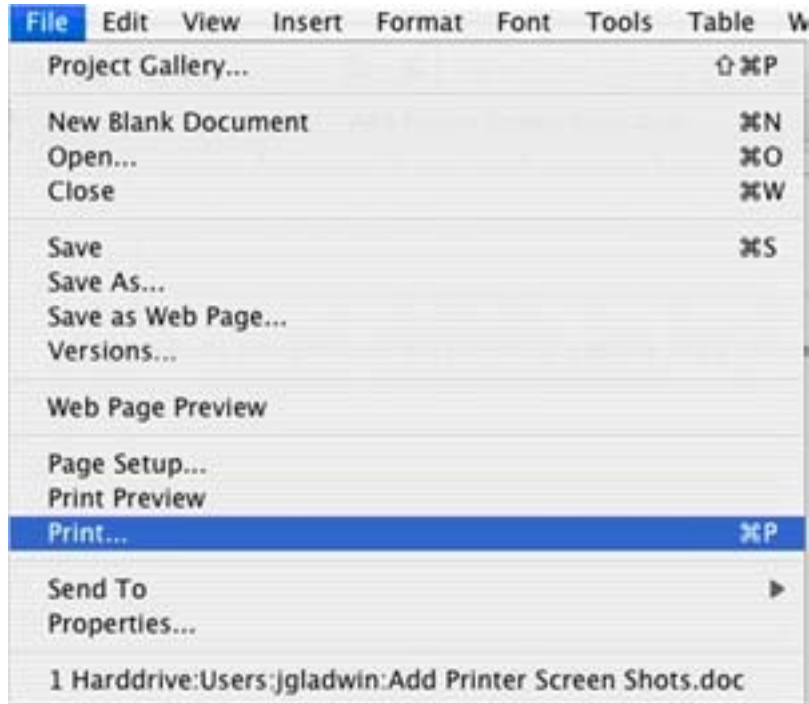 File Edit View Insert Format Font Tools Table W
Project Gallery... ⇧⌘P
New Blank Document ⌘N
Open... ⌘O
Close ⌘W
Save ⌘S
Save As...
Save as Web Page...
Versions...
Web Page Preview
Page Setup...
Print Preview
Print... ⌘P
Send To ▶
Properties...
1 Harddrive:Users:jgladwin:Add Printer Screen Shots.doc